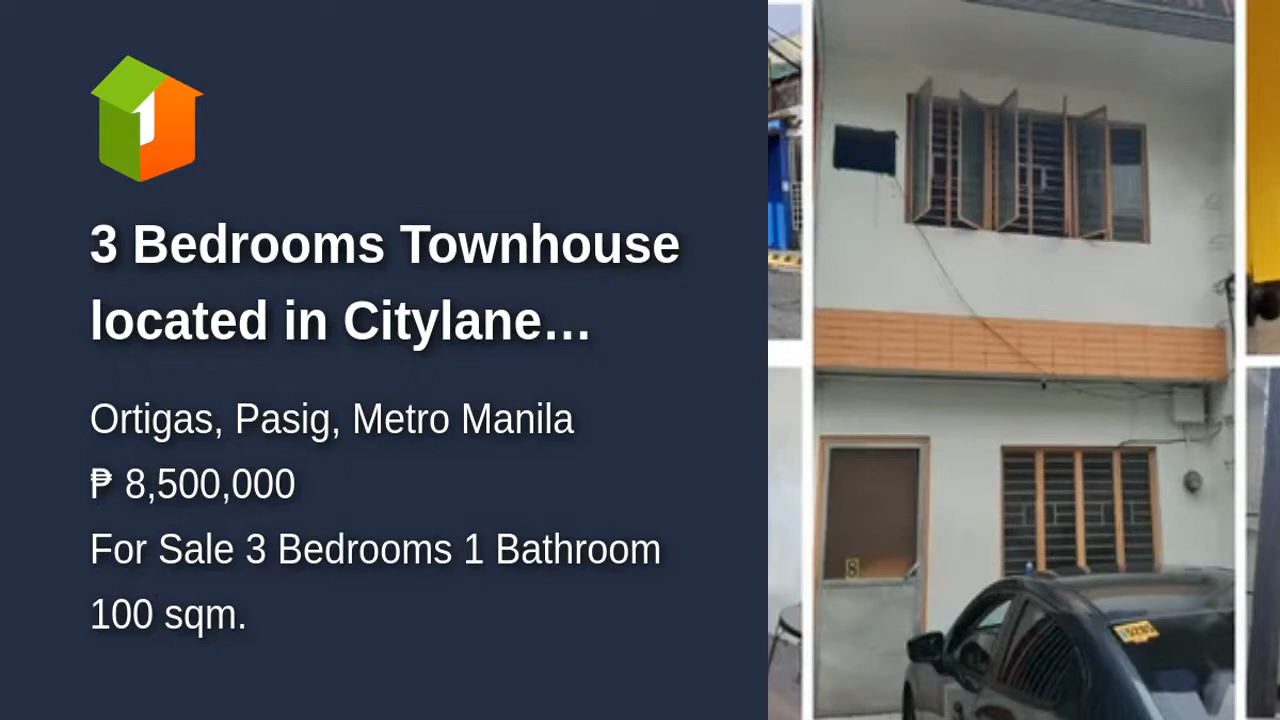 3 Bedrooms Townhouse
located in Citylane…
Ortigas, Pasig, Metro Manila
₱ 8,500,000
For Sale 3 Bedrooms 1 Bathroom
100 sqm.
8